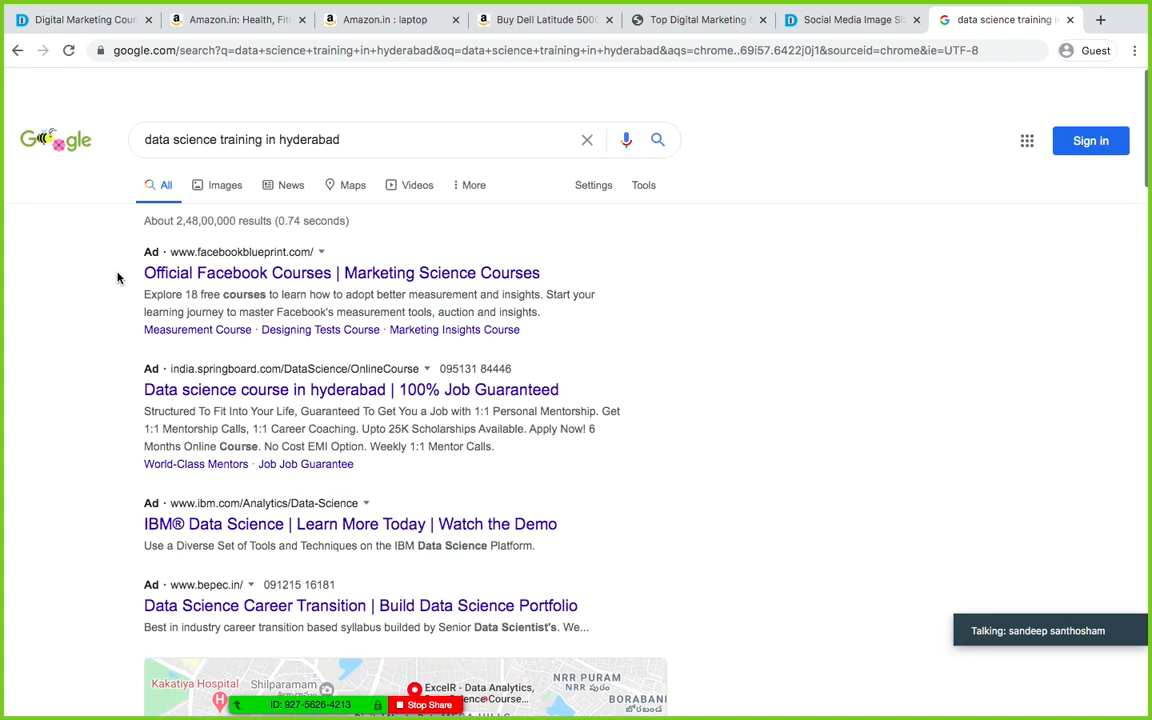 Digital Marketing Cour
Amazon.in: Health, Fit
Amazon.in : laptop
Buy Dell Latitude 5000
Top Digital Marketing C
Social Media Image Si
data science training i
google.com/search?q=data+science+training+in+hyderabad&oq=data+science+training+in+hyderabad&aqs=chrome..69i57.6422j0j1&sourceid=chrome&ie=UTF-8
Guest
Google
data science training in hyderabad
Sign in
All
Images
News
Maps
Videos
More
Settings
Tools
About 2,48,00,000 results (0.74 seconds)
Ad · www.facebookblueprint.com/
Official Facebook Courses | Marketing Science Courses
Explore 18 free courses to learn how to adopt better measurement and insights. Start your
learning journey to master Facebook's measurement tools, auction and insights.
Measurement Course · Designing Tests Course · Marketing Insights Course
Ad · india.springboard.com/DataScience/OnlineCourse 095131 84446
Data science course in hyderabad | 100% Job Guaranteed
Structured To Fit Into Your Life, Guaranteed To Get You a Job with 1:1 Personal Mentorship. Get
1:1 Mentorship Calls, 1:1 Career Coaching. Upto 25K Scholarships Available. Apply Now! 6
Months Online Course. No Cost EMI Option. Weekly 1:1 Mentor Calls.
World-Class Mentors · Job Job Guarantee
Ad · www.ibm.com/Analytics/Data-Science
IBM® Data Science | Learn More Today | Watch the Demo
Use a Diverse Set of Tools and Techniques on the IBM Data Science Platform.
Ad · www.bepec.in/ 091215 16181
Data Science Career Transition | Build Data Science Portfolio
Best in industry career transition based syllabus builded by Senior Data Scientist's. We...
Talking: sandeep santhosham
Kakatiya Hospital
Shilparamam
ExcelR - Data Analytics,
Course...
NRR PURAM
NRR పురం
BORABANI
ID: 927-5626-4213
Stop Share